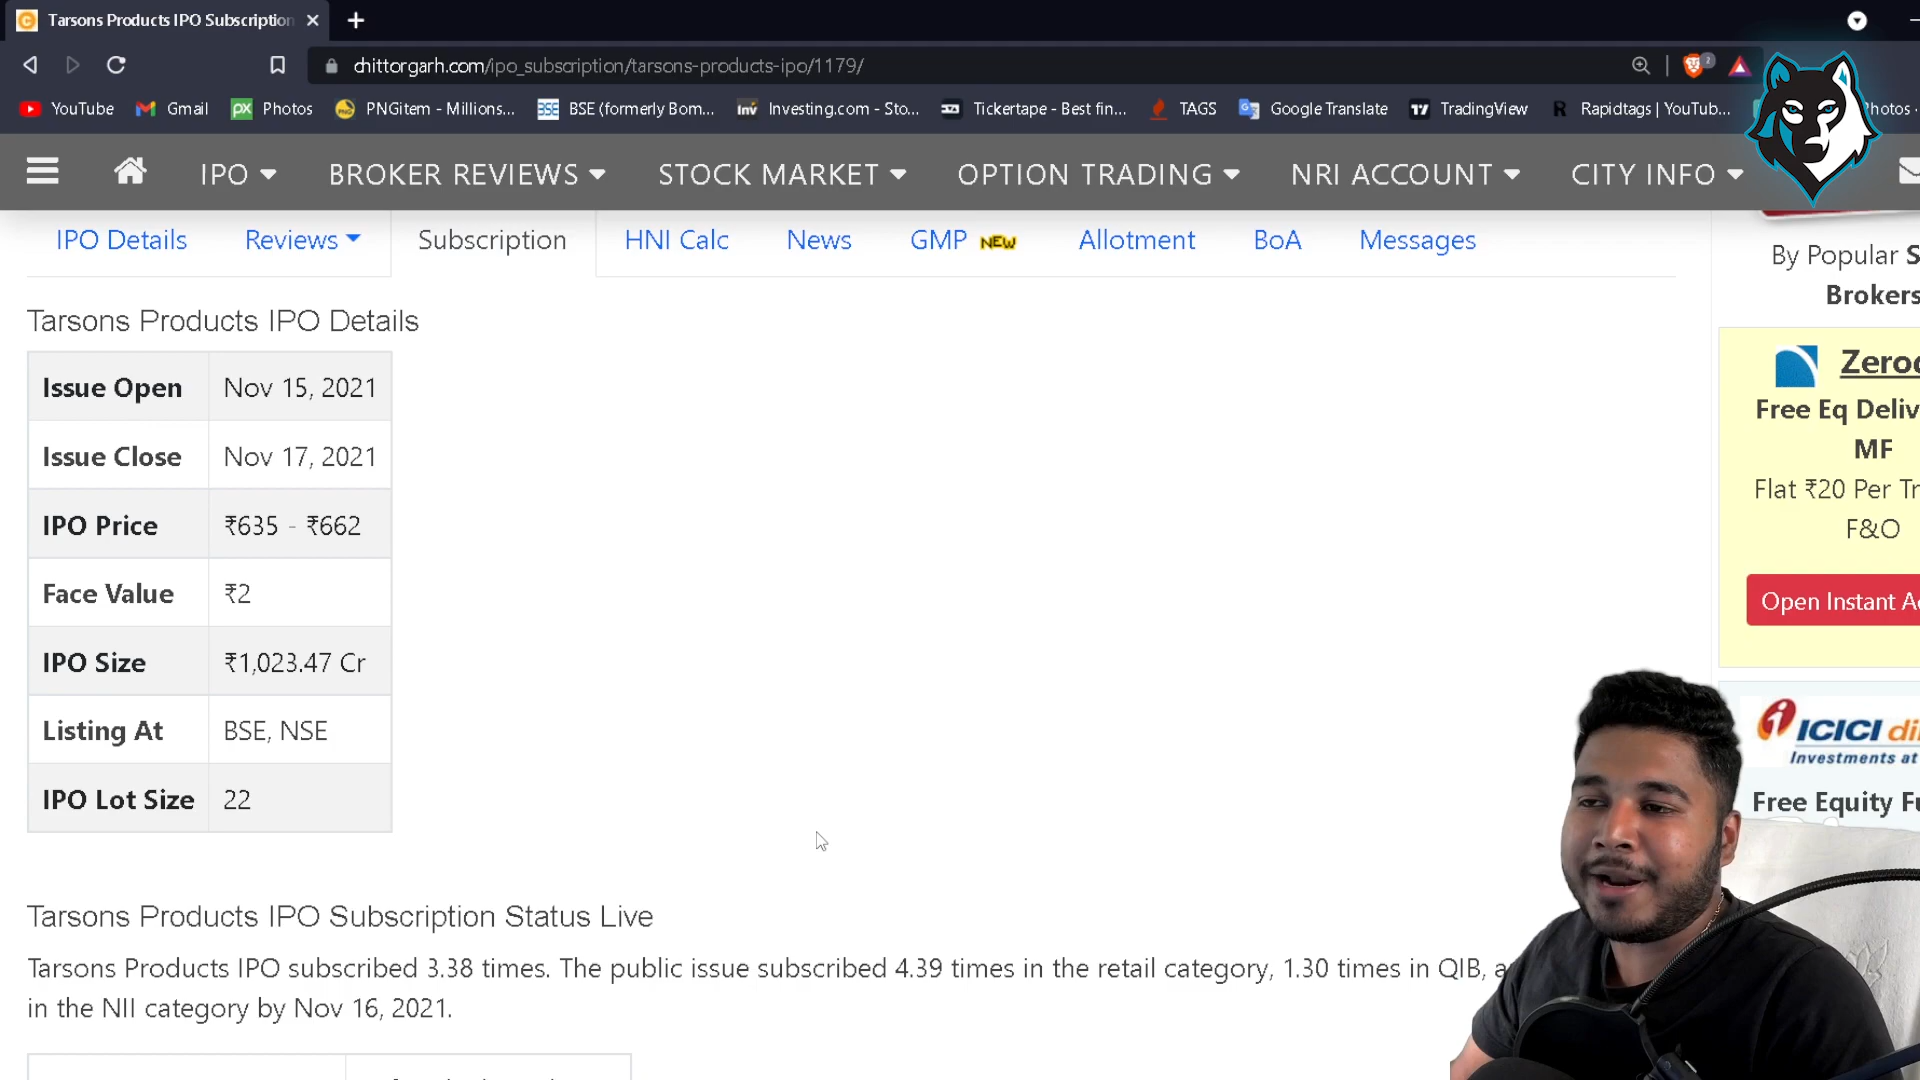 Tarsons Products IPO Subscription
chittorgarh.com/ipo_subscription/tarsons-products-ipo/1179/
YouTube Gmail Photos PNGitem - Millions... BSE (formerly Bom... Investing.com - Sto... Tickertape - Best fin... TAGS Google Translate TradingView Rapidtags | YouTub...
IPO BROKER REVIEWS STOCK MARKET OPTION TRADING NRI ACCOUNT CITY INFO
IPO Details Reviews Subscription HNI Calc News GMP NEW Allotment BoA Messages
By Popular
Brokers
Tarsons Products IPO Details
Issue Open Nov 15, 2021
Issue Close Nov 17, 2021
IPO Price ₹635 - ₹662
Face Value ₹2
IPO Size ₹1,023.47 Cr
Listing At BSE, NSE
IPO Lot Size 22
Free Eq
MF
Flat ₹20 Per
F&O
Open Instant
ICICI
Investments at
Free Equity
Tarsons Products IPO Subscription Status Live
Tarsons Products IPO subscribed 3.38 times. The public issue subscribed 4.39 times in the retail category, 1.30 times in QIB,
in the NII category by Nov 16, 2021.